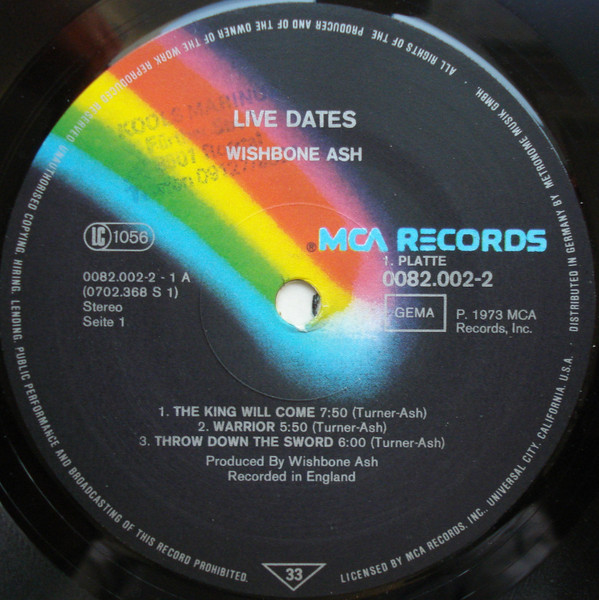 ALL RIGHTS OF THE PRODUCER AND OF THE OWNER OF THE WORK REPRODUCED RESERVED. UNAUTHORISED COPYING, HIRING, LENDING, PUBLIC PERFORMANCE AND BROADCASTING OF THIS RECORD PROHIBITED.
LIVE DATES
WISHBONE ASH
LC 1056
® MCA RECORDS
1. PLATTE
0082.002-2
0082.002-2 - 1 A
(0702.368 S 1)
Stereo
Seite 1
GEMA
P. 1973 MCA
Records, Inc.
1. THE KING WILL COME 7:50 (Turner-Ash)
2. WARRIOR 5:50 (Turner-Ash)
3. THROW DOWN THE SWORD 6:00 (Turner-Ash)
Produced By Wishbone Ash
Recorded in England
33
LICENSED BY MCA RECORDS, INC., UNIVERSAL CITY, CALIFORNIA, U.S.A. · DISTRIBUTED IN GERMANY BY METRONOME MUSIK GMBH.